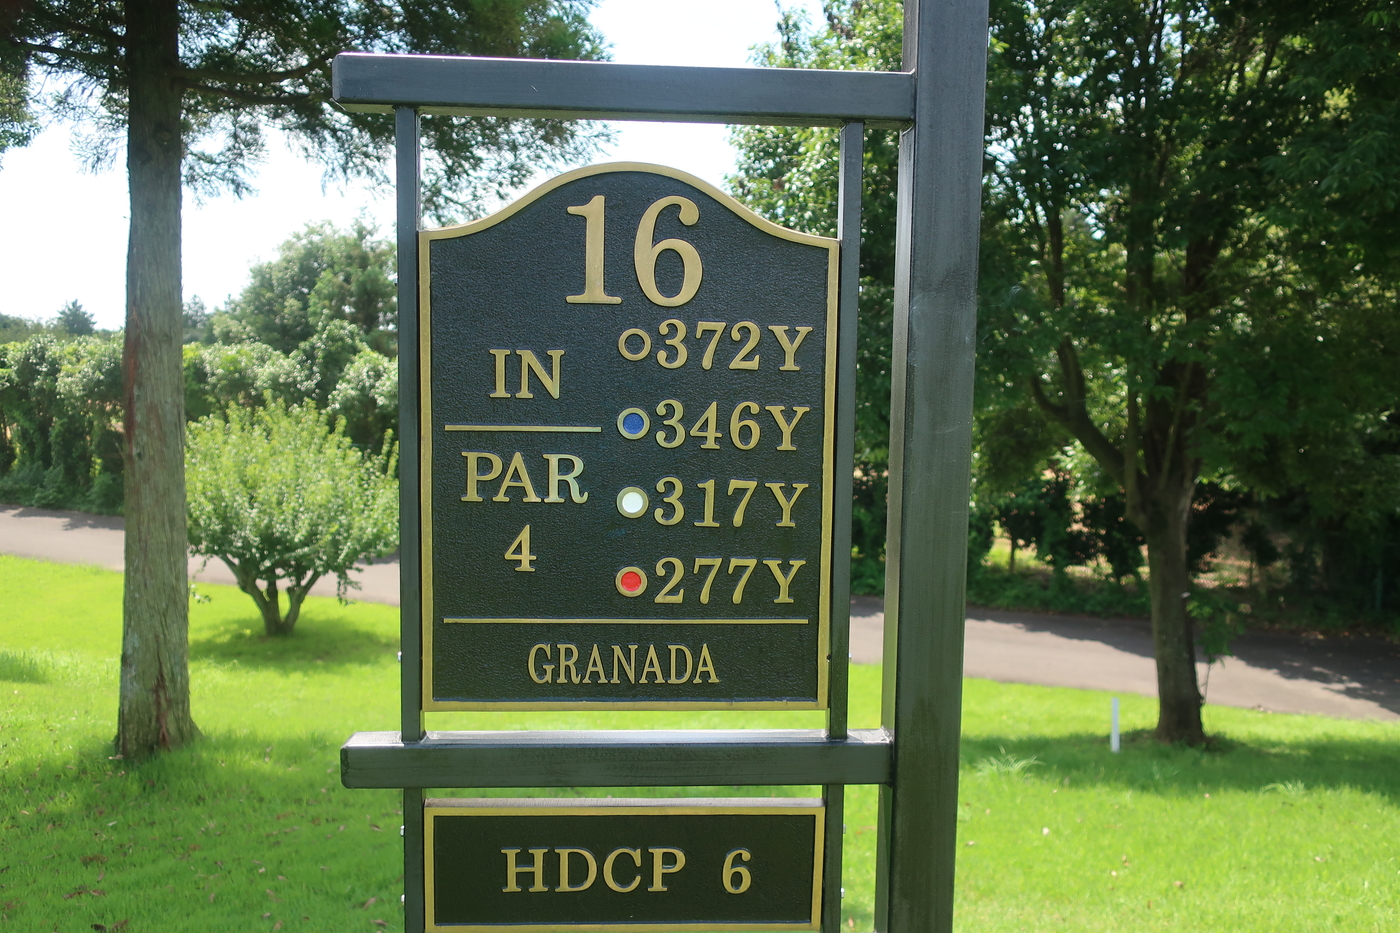 16
372Y
IN
346Y
PAR
317Y
4
277Y
GRANADA
HDCP 6